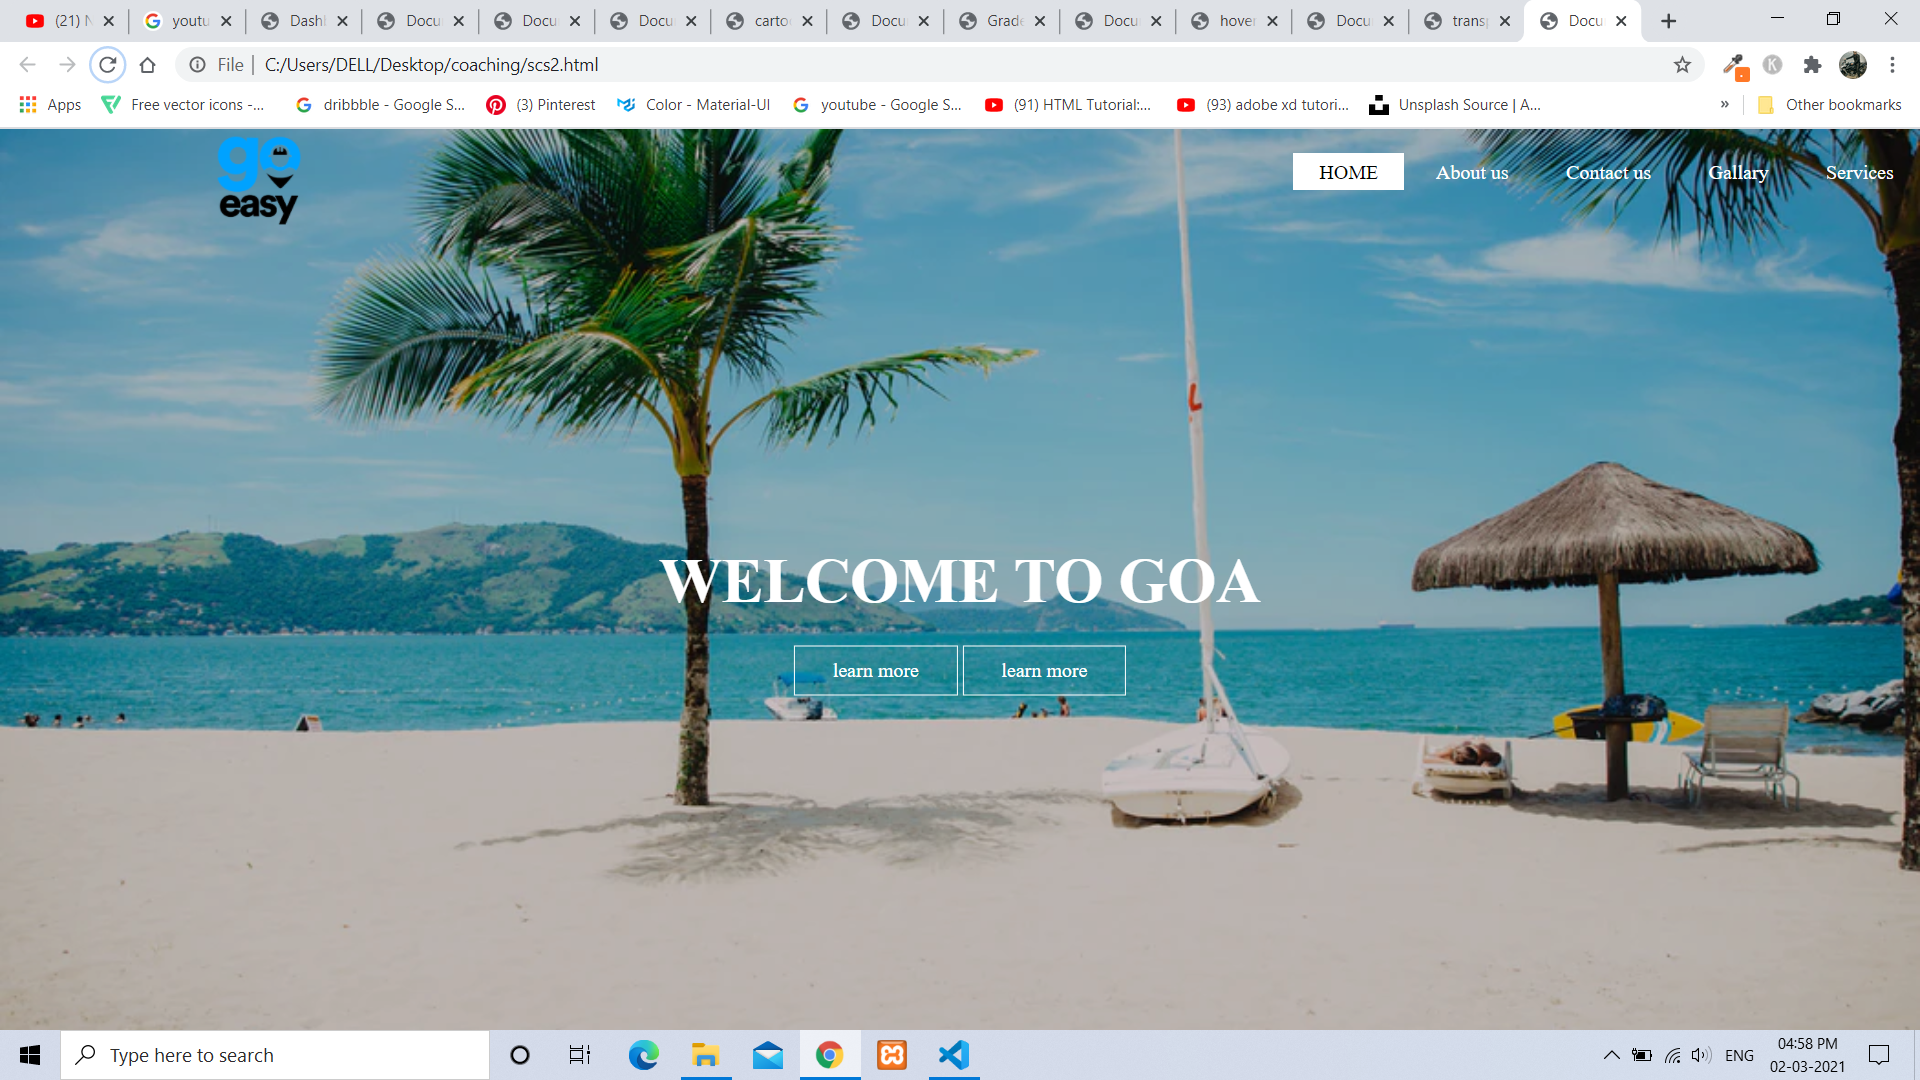 (21) N
youtu
Dashl
Docu
Docu
Docu
carto
Docu
Grade
Docu
hover
Docu
trans
Docu
File | C:/Users/DELL/Desktop/coaching/scs2.html
K
Apps
Free vector icons -...
dribbble - Google S...
(3) Pinterest
Color - Material-UI
youtube - Google S...
(91) HTML Tutorial:...
(93) adobe xd tutori...
Unsplash Source | A...
»
Other bookmarks
go
easy
HOME
About us
Contact us
Gallary
Services
WELCOME TO GOA
learn more
learn more
Type here to search
ENG
04:58 PM
02-03-2021